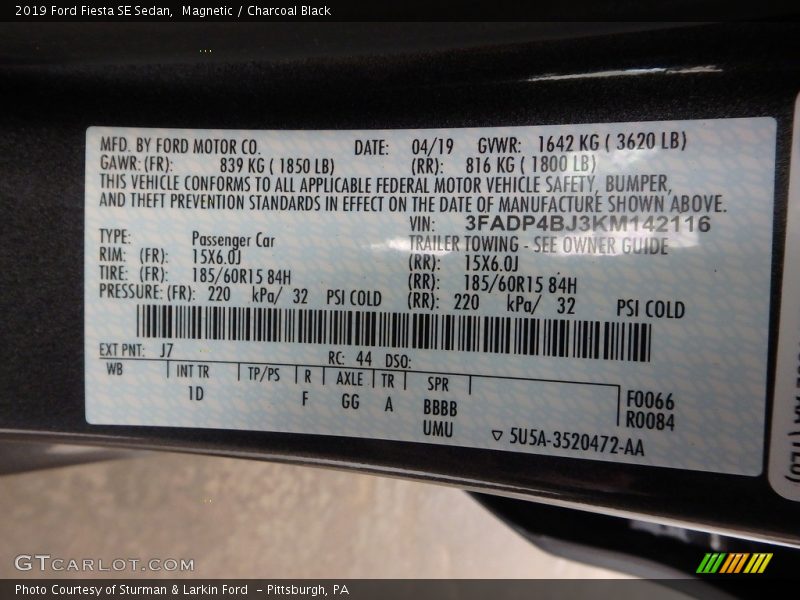 2019 Ford Fiesta SE Sedan, Magnetic / Charcoal Black
MFD. BY FORD MOTOR CO. DATE: 04/19 GVWR: 1642 KG ( 3620 LB)
GAWR: (FR): 839 KG ( 1850 LB) (RR): 816 KG ( 1800 LB)
THIS VEHICLE CONFORMS TO ALL APPLICABLE FEDERAL MOTOR VEHICLE SAFETY, BUMPER,
AND THEFT PREVENTION STANDARDS IN EFFECT ON THE DATE OF MANUFACTURE SHOWN ABOVE.
VIN: 3FADP4BJ3KM142116
TYPE: Passenger Car TRAILER TOWING - SEE OWNER GUIDE
RIM: (FR): 15X6.0J (RR): 15X6.0J
TIRE: (FR): 185/60R15 84H (RR): 185/60R15 84H
PRESSURE: (FR): 220 kPa/ 32 PSI COLD (RR): 220 kPa/ 32 PSI COLD
EXT PNT: J7 RC: 44 DSO:
WB INT TR TP/PS R AXLE TR SPR F0066
1D F GG A BBBB R0084
UMU ▽ 5U5A-3520472-AA
GTCARLOT.COM
Photo Courtesy of Sturman & Larkin Ford - Pittsburgh, PA